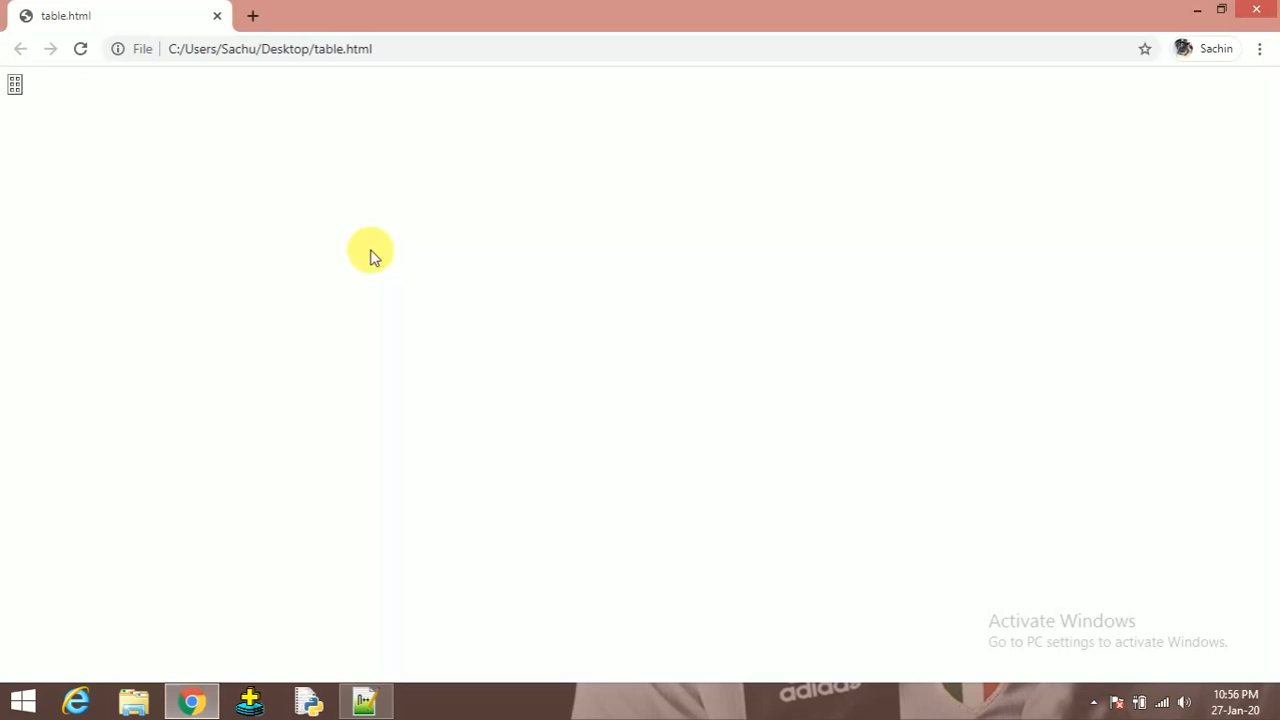 table.html
File
C:/Users/Sachu/Desktop/table.html
Sachin
Activate Windows
Go to PC settings to activate Windows.
adidas
10:56 PM
27-Jan-20